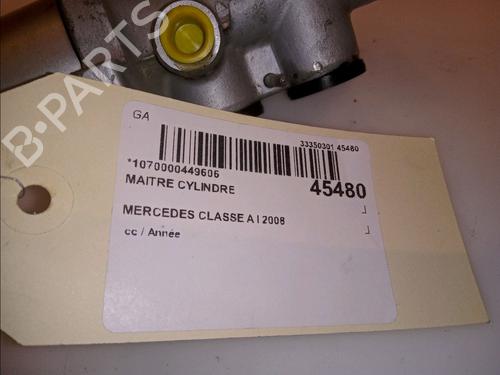 B-PARTS
GA
33350301 45480
*1070000449606
MAITRE CYLINDRE
45480
MERCEDES CLASSE A I 2008
cc / Année